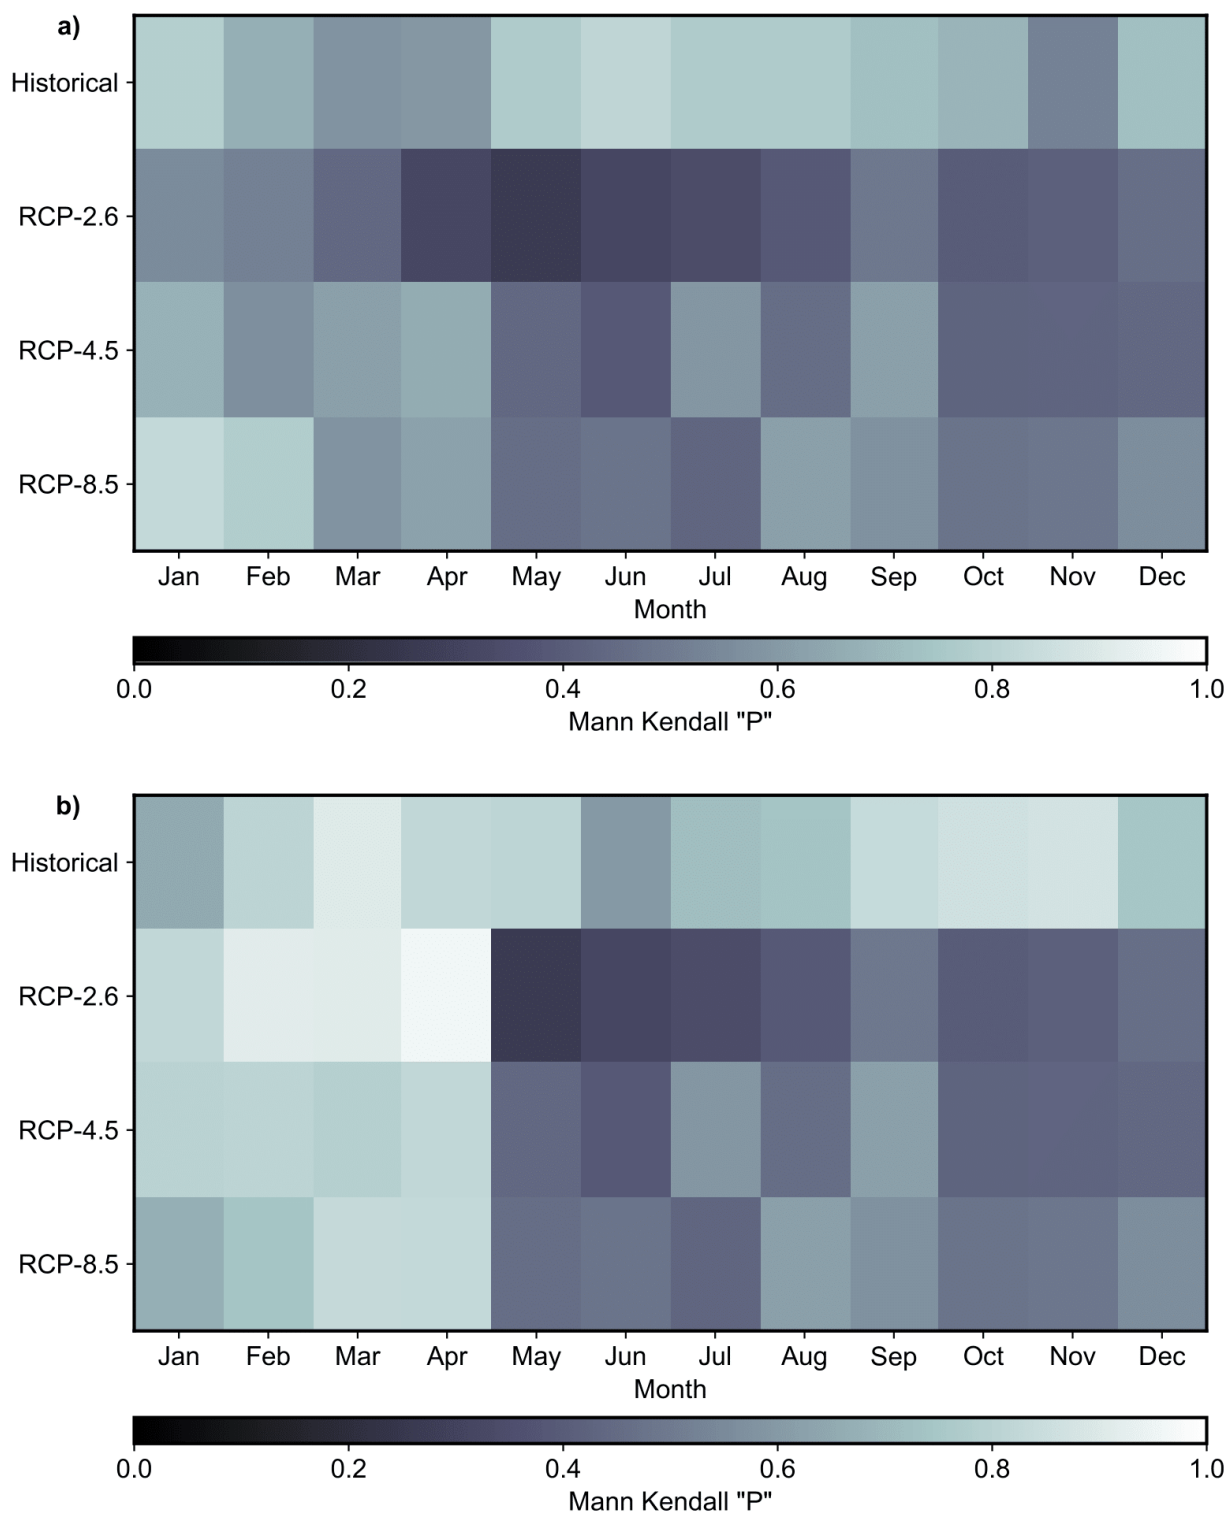 a)
Historical
RCP-2.6
RCP-4.5
RCP-8.5
Jan Feb Mar Apr May Jun Jul Aug Sep Oct Nov Dec
Month
0.0 0.2 0.4 0.6 0.8 1.0
Mann Kendall "P"
b)
Historical
RCP-2.6
RCP-4.5
RCP-8.5
Jan Feb Mar Apr May Jun Jul Aug Sep Oct Nov Dec
Month
0.0 0.2 0.4 0.6 0.8 1.0
Mann Kendall "P"